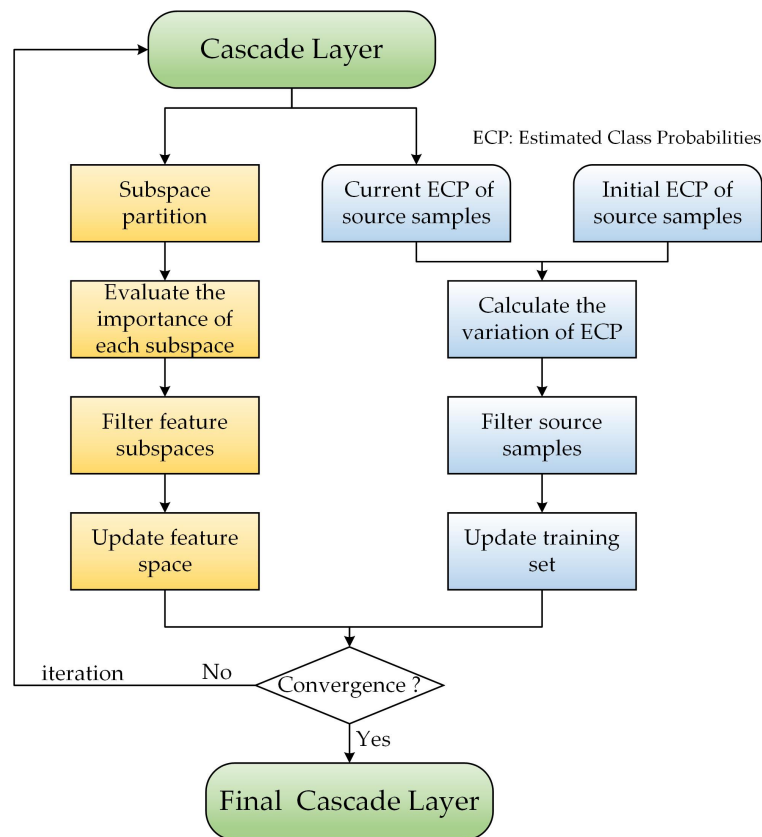 Cascade Layer
ECP: Estimated Class Probabilities
Subspace
partition
Current ECP of
source samples
Initial ECP of
source samples
Evaluate the
importance of
each subspace
Calculate the
variation of ECP
Filter feature
subspaces
Filter source
samples
Update feature
space
Update training
set
iteration
No
Convergence ?
Yes
Final Cascade Layer